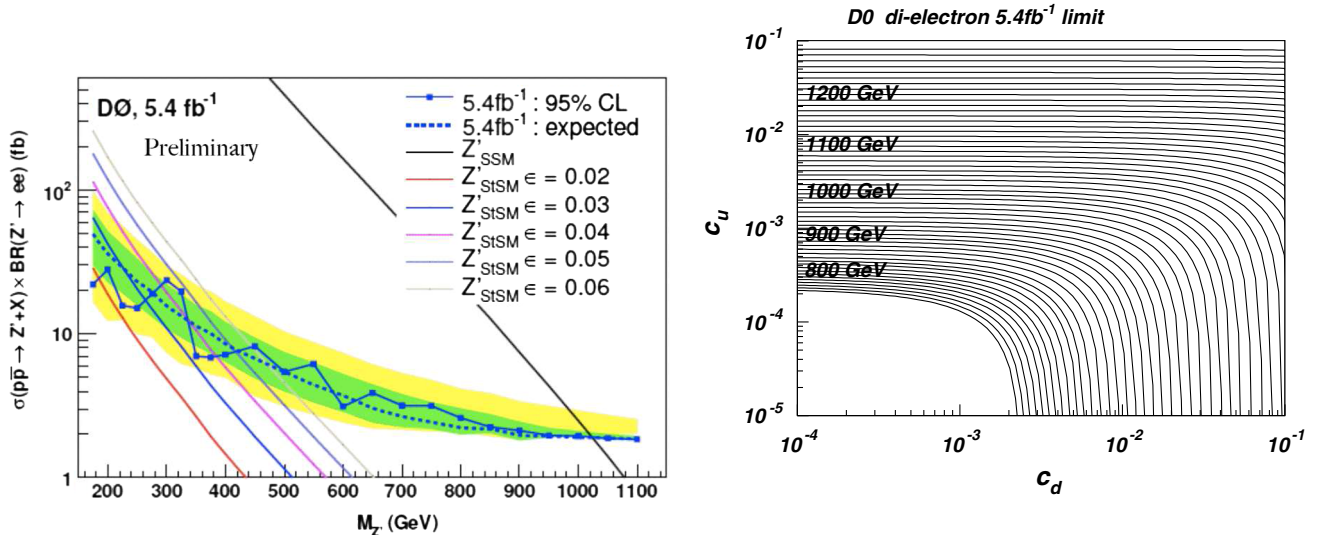 DØ, 5.4 fb⁻¹
Preliminary
5.4fb⁻¹ : 95% CL
5.4fb⁻¹ : expected
Z'SSM
Z'StSM ϵ = 0.02
Z'StSM ϵ = 0.03
Z'StSM ϵ = 0.04
Z'StSM ϵ = 0.05
Z'StSM ϵ = 0.06
σ(pp̅ → Z'+X) × BR(Z' → ee) (fb)
10²
10
1
200 300 400 500 600 700 800 900 1000 1100
MZ' (GeV)
D0 di-electron 5.4fb⁻¹ limit
cu
10⁻¹
10⁻²
10⁻³
10⁻⁴
10⁻⁵
1200 GeV
1100 GeV
1000 GeV
900 GeV
800 GeV
10⁻⁴ 10⁻³ 10⁻² 10⁻¹
cd